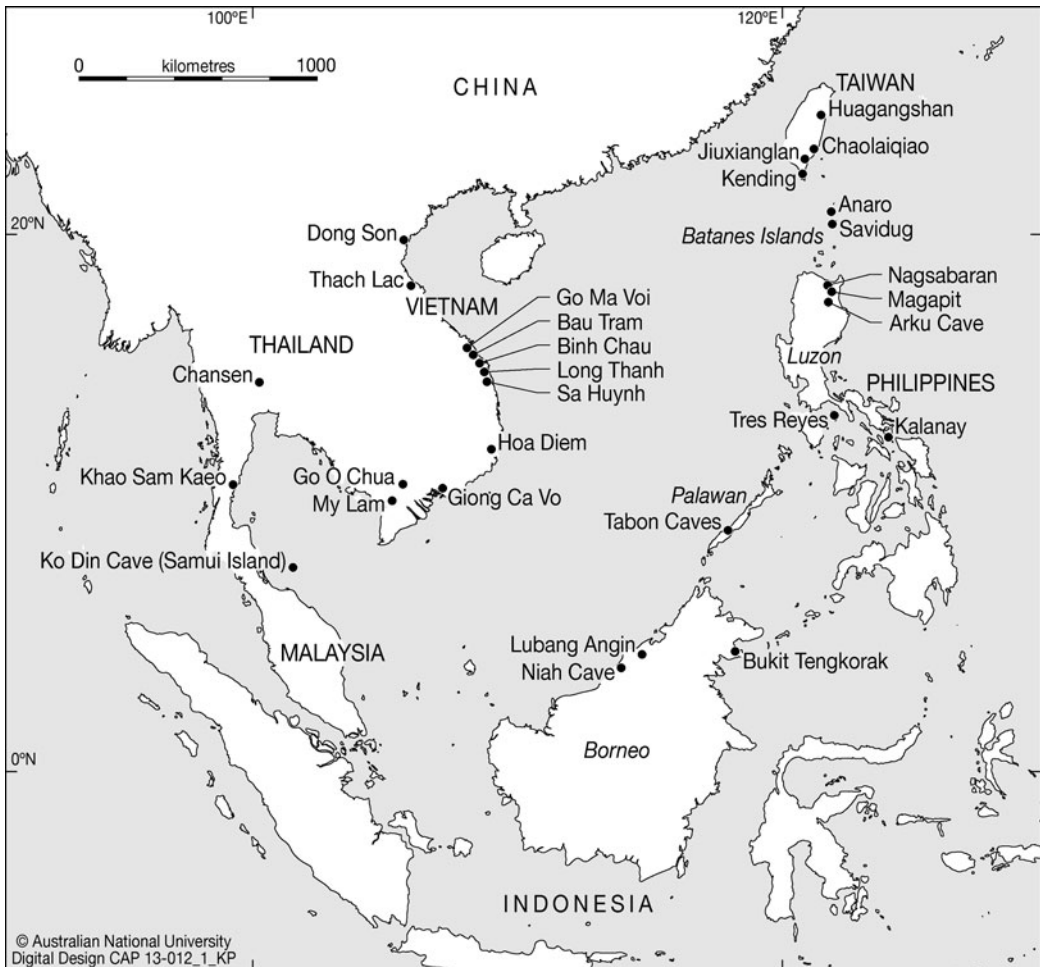 100ºE
120ºE
0 kilometres 1000
CHINA
TAIWAN
Huagangshan
Chaolaiqiao
Jiuxianglan
Kending
Anaro
20ºN
Savidug
Batanes Islands
Dong Son
Thach Lac
VIETNAM
Nagsabaran
Magapit
Arku Cave
Go Ma Voi
Bau Tram
Binh Chau
Long Thanh
Sa Huynh
THAILAND
Luzon
Chansen
PHILIPPINES
Tres Reyes
Kalanay
Hoa Diem
Khao Sam Kaeo
Go O Chua
My Lam
Giong Ca Vo
Palawan
Tabon Caves
Ko Din Cave (Samui Island)
MALAYSIA
Lubang Angin
Niah Cave
Bukit Tengkorak
Borneo
0ºN
INDONESIA
© Australian National University
Digital Design CAP 13-012_1_KP